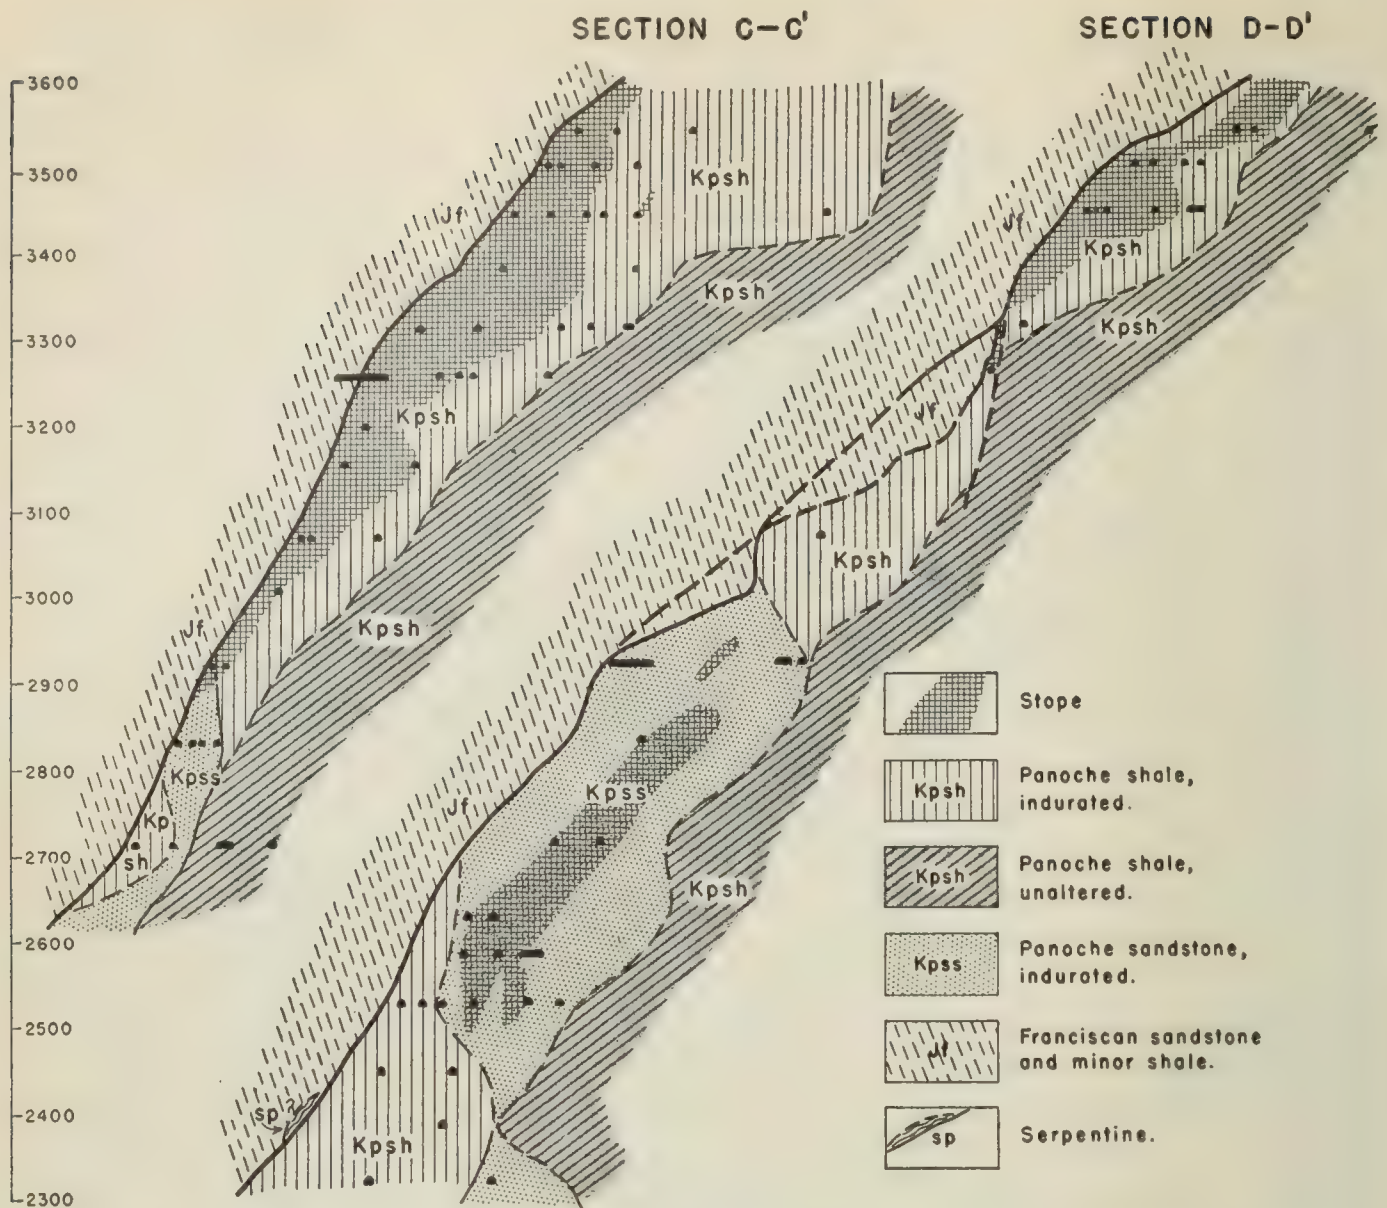 SECTION C-C'
SECTION D-D'
3600
3500
3400
3300
3200
3100
3000
2900
2800
2700
2600
2500
2400
2300
Jf
Kpsh
Kpsh
Kpsh
Jf
Kpsh
Kpss
Kp
sh
Jf
Kpsh
Kpsh
Jf
Kpsh
Kpss
Jf
Kpsh
sp ?
Kpsh
Stope
Kpsh
Panoche shale,
indurated.
Kpsh
Panoche shale,
unaltered.
Kpss
Panoche sandstone,
indurated.
Jf
Franciscan sandstone
and minor shale.
sp
Serpentine.